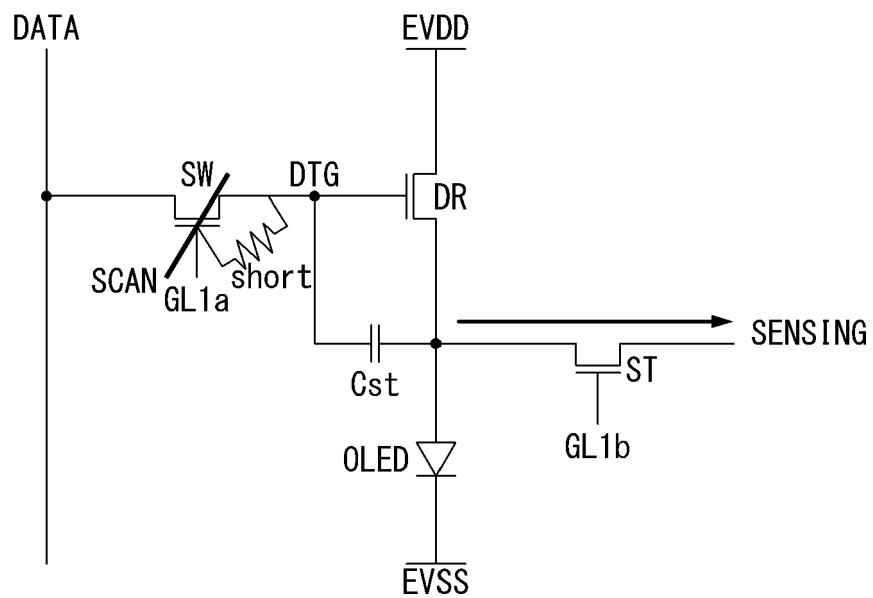 DATA
EVDD
SW
DTG
DR
SCAN
short
GL1a
SENSING
Cst
ST
GL1b
OLED
EVSS